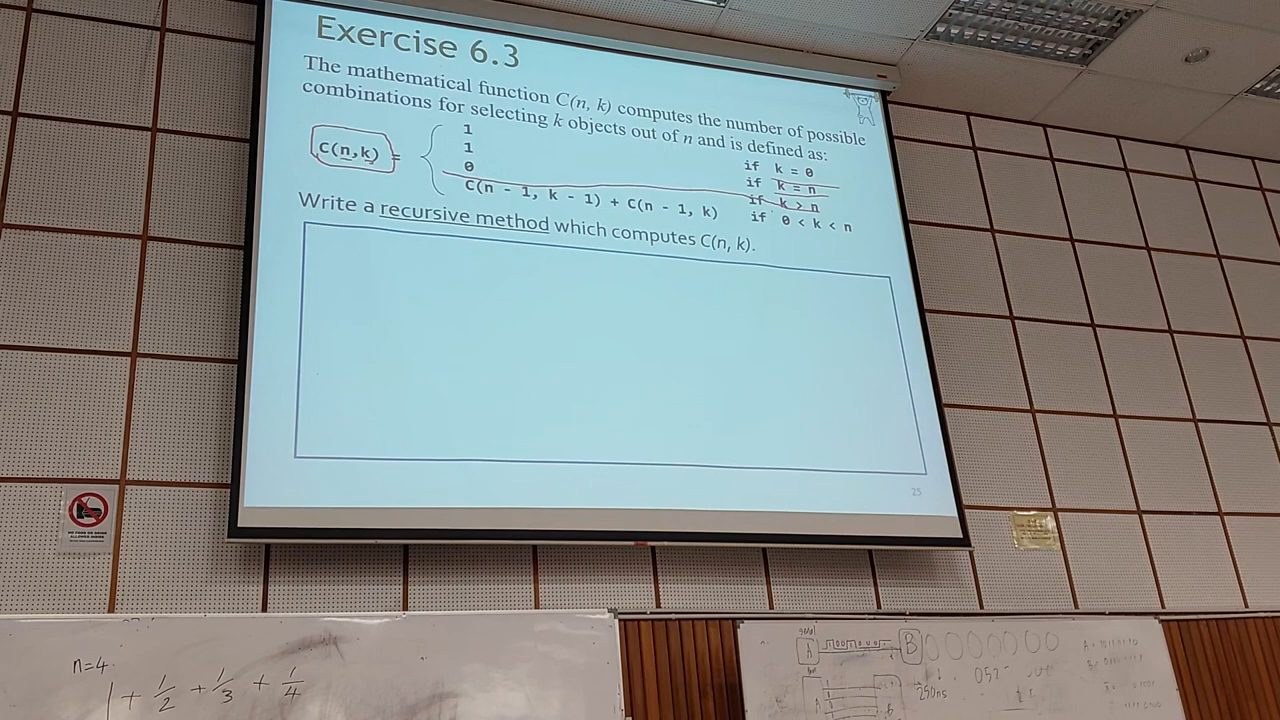 Exercise 6.3
The mathematical function C(n, k) computes the number of possible
combinations for selecting k objects out of n and is defined as:
C(n,k) =
1 if k = 0
1 if k = n
0 if k > n
C(n - 1, k - 1) + C(n - 1, k) if 0 < k < n
Write a recursive method which computes C(n, k).
25
n=4
1 + 1/2 + 1/3 + 1/4
A
B
250ns